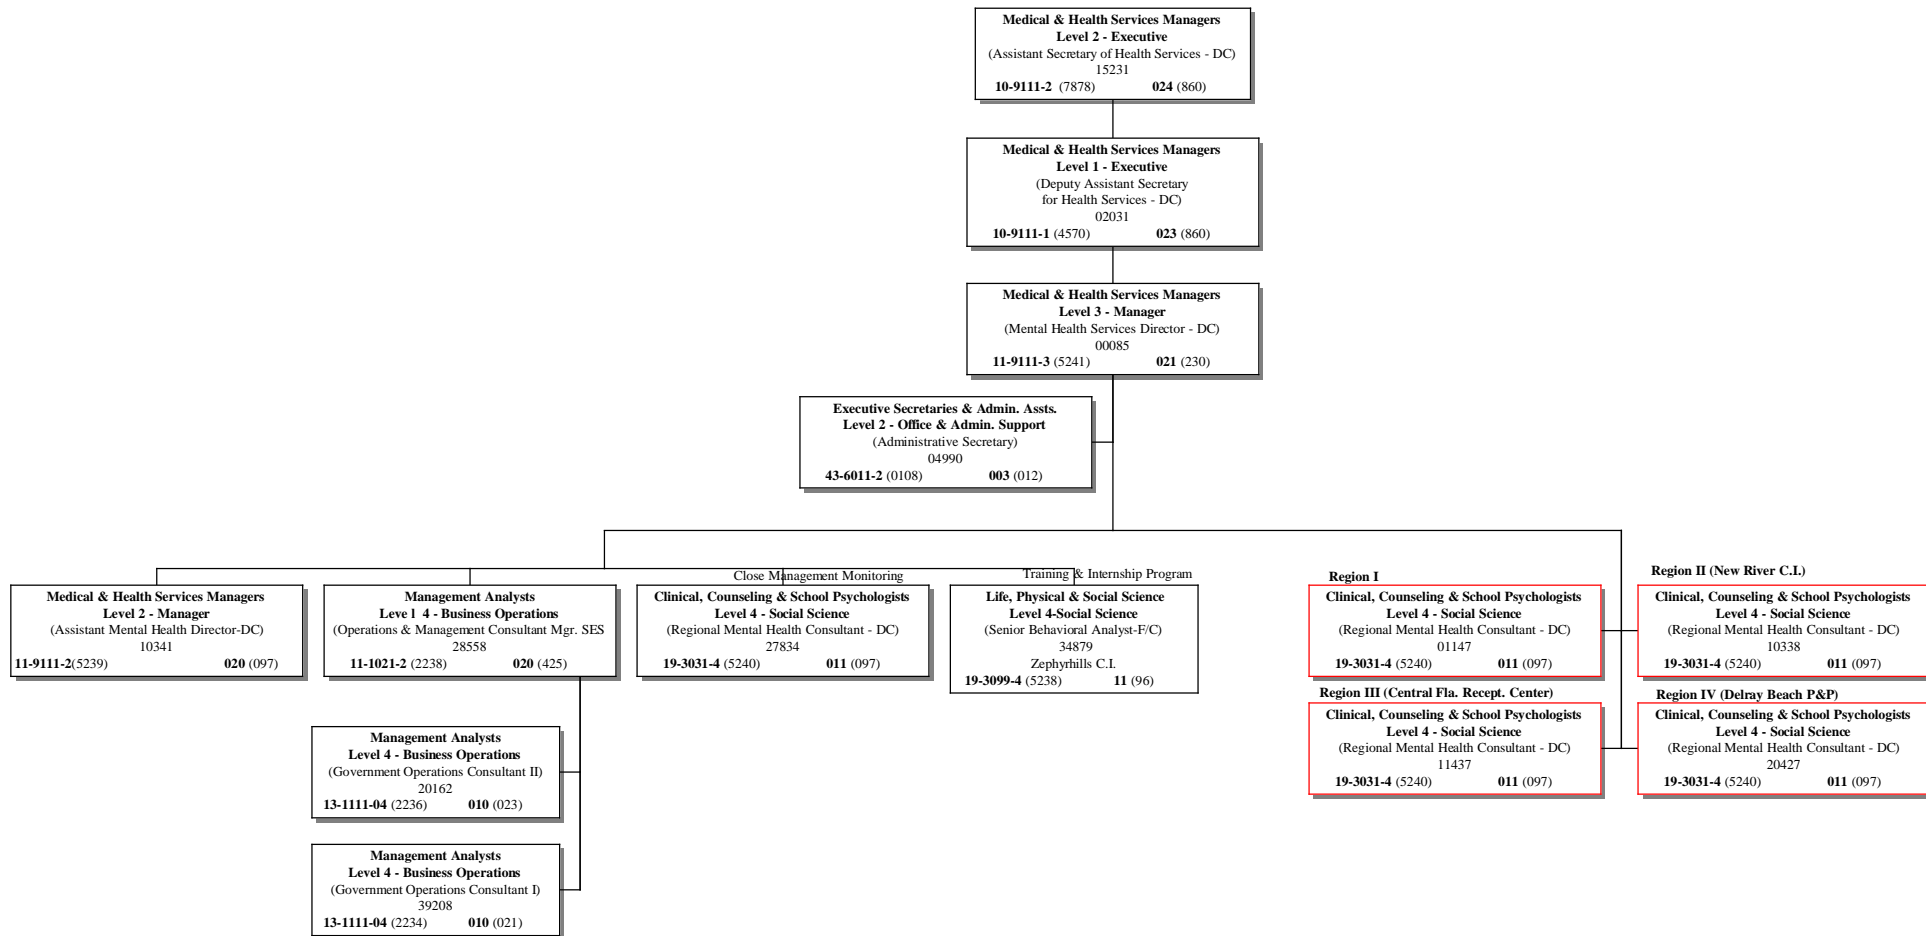 Medical & Health Services Managers
Level 2 - Executive
(Assistant Secretary of Health Services - DC)
15231
10-9111-2 (7878) 024 (860)
Medical & Health Services Managers
Level 1 - Executive
(Deputy Assistant Secretary
for Health Services - DC)
02031
10-9111-1 (4570) 023 (860)
Medical & Health Services Managers
Level 3 - Manager
(Mental Health Services Director - DC)
00085
11-9111-3 (5241) 021 (230)
Executive Secretaries & Admin. Assts.
Level 2 - Office & Admin. Support
(Administrative Secretary)
04990
43-6011-2 (0108) 003 (012)
Medical & Health Services Managers
Level 2 - Manager
(Assistant Mental Health Director-DC)
10341
11-9111-2(5239) 020 (097)
Management Analysts
Leve l 4 - Business Operations
(Operations & Management Consultant Mgr. SES
28558
11-1021-2 (2238) 020 (425)
Close Management Monitoring
Clinical, Counseling & School Psychologists
Level 4 - Social Science
(Regional Mental Health Consultant - DC)
27834
19-3031-4 (5240) 011 (097)
Training & Internship Program
Life, Physical & Social Science
Level 4-Social Science
(Senior Behavioral Analyst-F/C)
34879
Zephyrhills C.I.
19-3099-4 (5238) 11 (96)
Region I
Clinical, Counseling & School Psychologists
Level 4 - Social Science
(Regional Mental Health Consultant - DC)
01147
19-3031-4 (5240) 011 (097)
Region II (New River C.I.)
Clinical, Counseling & School Psychologists
Level 4 - Social Science
(Regional Mental Health Consultant - DC)
10338
19-3031-4 (5240) 011 (097)
Region III (Central Fla. Recept. Center)
Clinical, Counseling & School Psychologists
Level 4 - Social Science
(Regional Mental Health Consultant - DC)
11437
19-3031-4 (5240) 011 (097)
Region IV (Delray Beach P&P)
Clinical, Counseling & School Psychologists
Level 4 - Social Science
(Regional Mental Health Consultant - DC)
20427
19-3031-4 (5240) 011 (097)
Management Analysts
Level 4 - Business Operations
(Government Operations Consultant II)
20162
13-1111-04 (2236) 010 (023)
Management Analysts
Level 4 - Business Operations
(Government Operations Consultant I)
39208
13-1111-04 (2234) 010 (021)